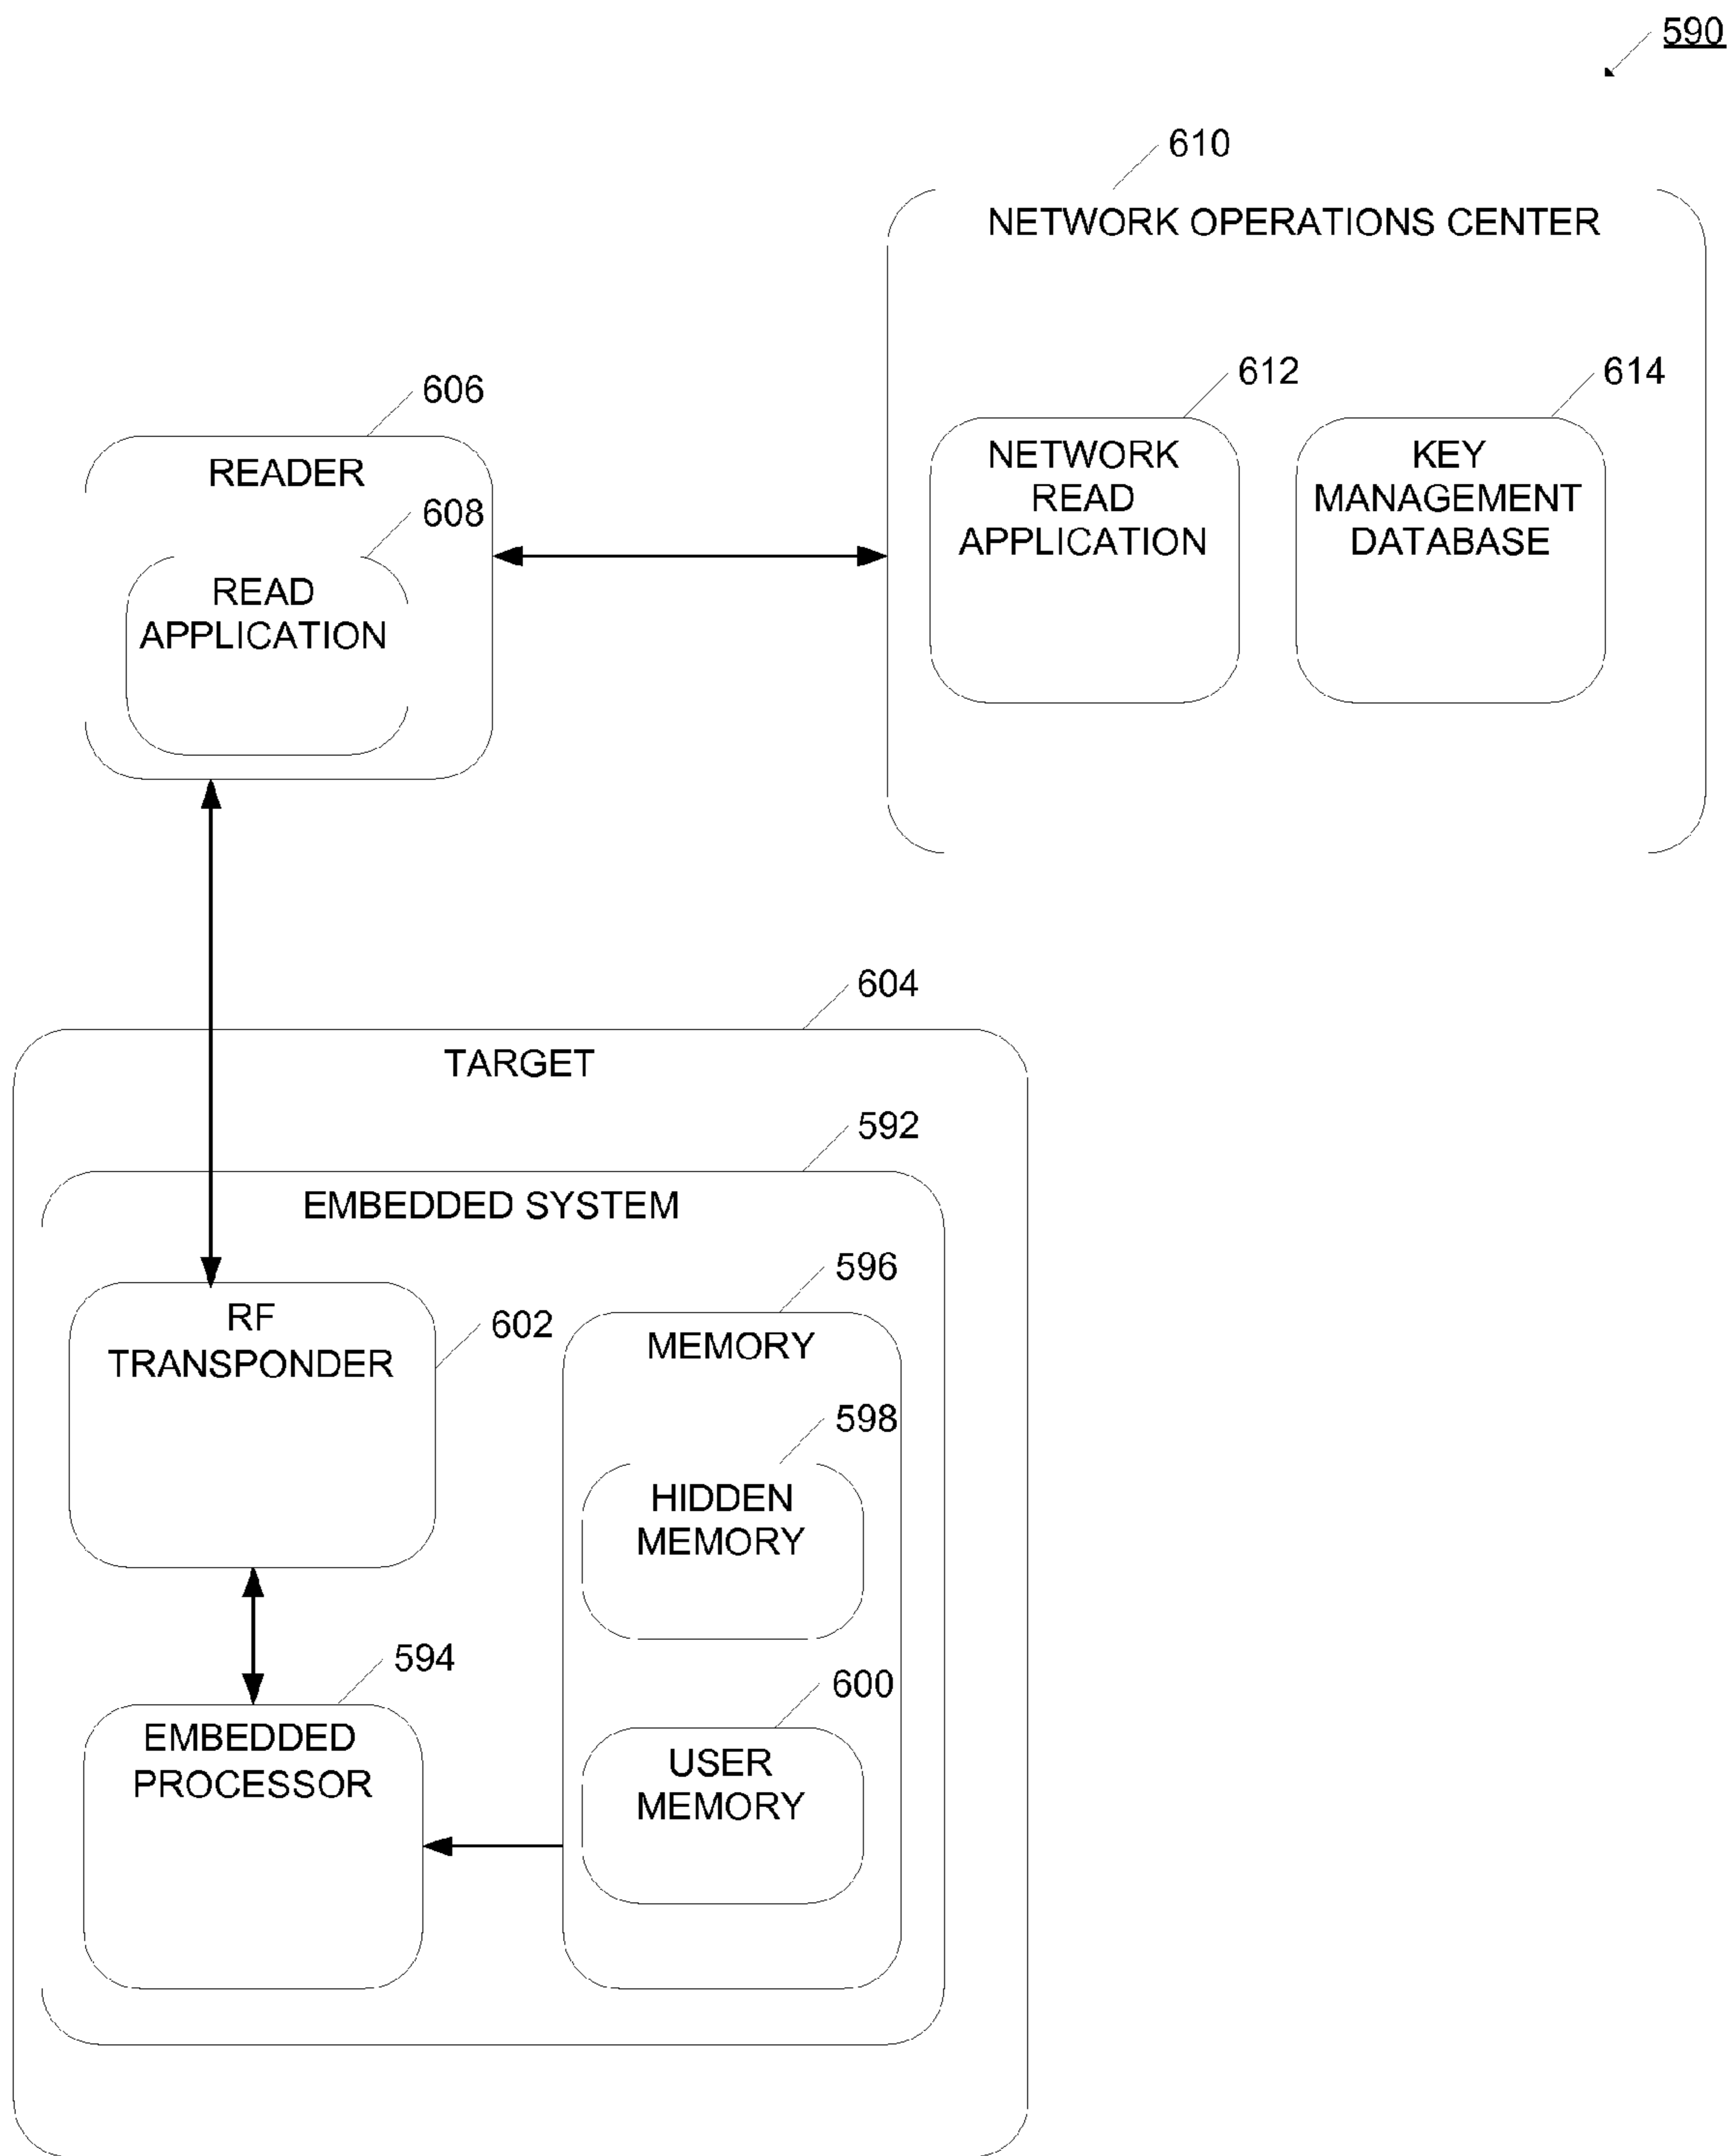 590
610
NETWORK OPERATIONS CENTER
606
READER
608
READ
APPLICATION
612
NETWORK
READ
APPLICATION
614
KEY
MANAGEMENT
DATABASE
604
TARGET
592
EMBEDDED SYSTEM
RF
TRANSPONDER
602
596
MEMORY
598
HIDDEN
MEMORY
594
EMBEDDED
PROCESSOR
600
USER
MEMORY